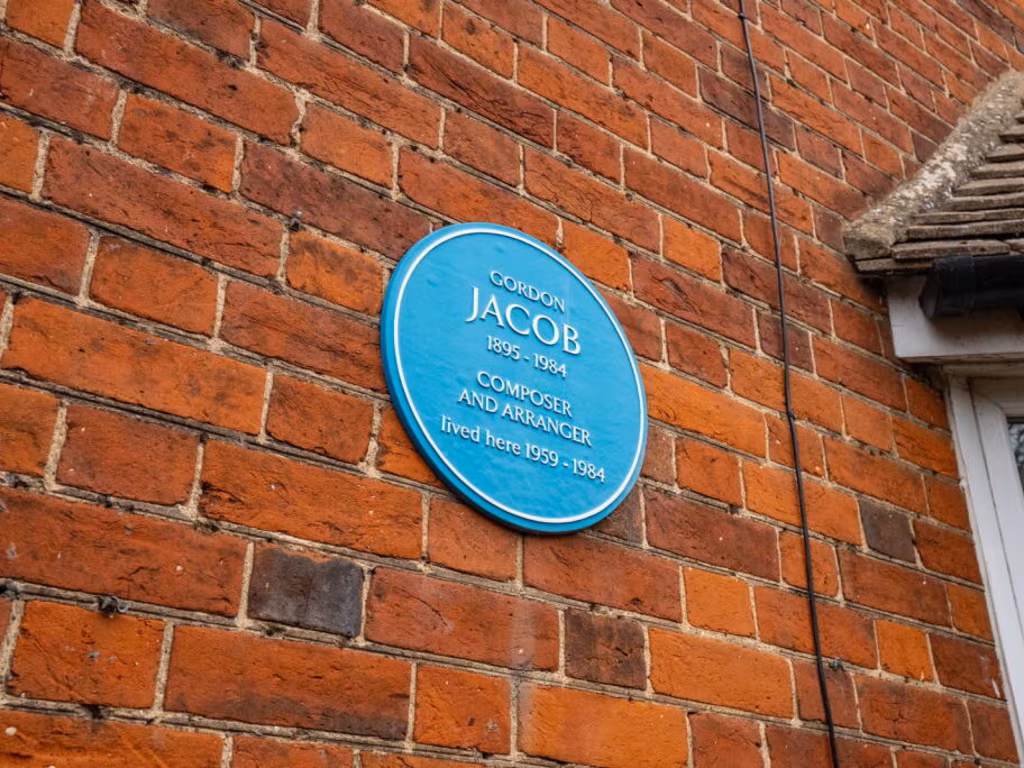 GORDON
JACOB
1895 - 1984
COMPOSER
AND ARRANGER
lived here 1959 - 1984